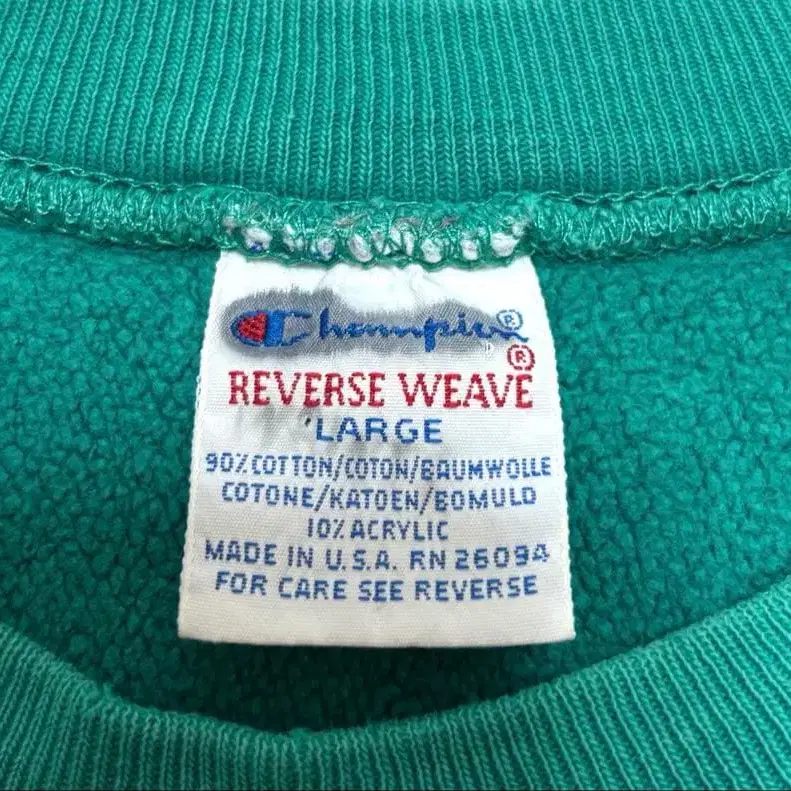 Champion®
REVERSE WEAVE®
LARGE
90% COTTON/COTON/BAUMWOLLE
COTONE/KATOEN/BOMULD
10% ACRYLIC
MADE IN U.S.A. RN 26094
FOR CARE SEE REVERSE